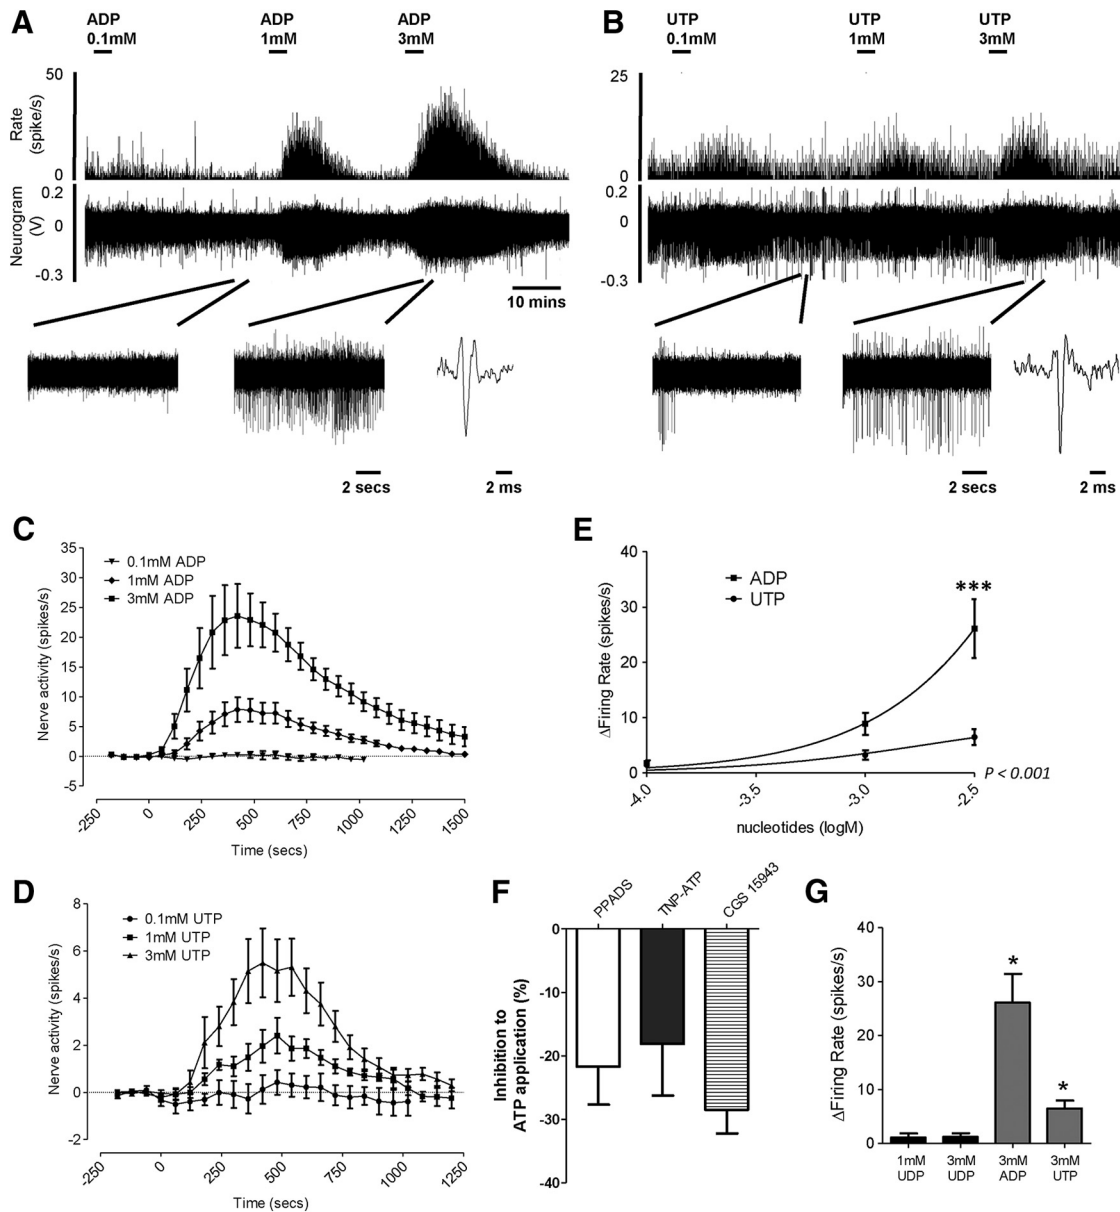 A
ADP
0.1mM
ADP
1mM
ADP
3mM
50
Rate
(spike/s)
0
0.2
Neurogram
(V)
0
-0.3
10 mins
2 secs
2 ms
B
UTP
0.1mM
UTP
1mM
UTP
3mM
25
0
0.2
0
-0.3
2 secs
2 ms
C
35
30
25
20
15
10
5
0
-5
Nerve activity (spikes/s)
0.1mM ADP
1mM ADP
3mM ADP
-250
0
250
500
750
1000
1250
1500
Time (secs)
E
40
30
20
10
0
ΔFiring Rate (spikes/s)
ADP
UTP
***
P < 0.001
-4.0
-3.5
-3.0
-2.5
nucleotides (logM)
D
8
6
4
2
0
-2
Nerve activity (spikes/s)
0.1mM UTP
1mM UTP
3mM UTP
-250
0
250
500
750
1000
1250
Time (secs)
F
PPADS
TNP-ATP
CGS 15943
0
-10
-20
-30
-40
Inhibition to
ATP application (%)
G
40
30
20
10
0
ΔFiring Rate (spikes/s)
*
*
1mM
UDP
3mM
UDP
3mM
ADP
3mM
UTP